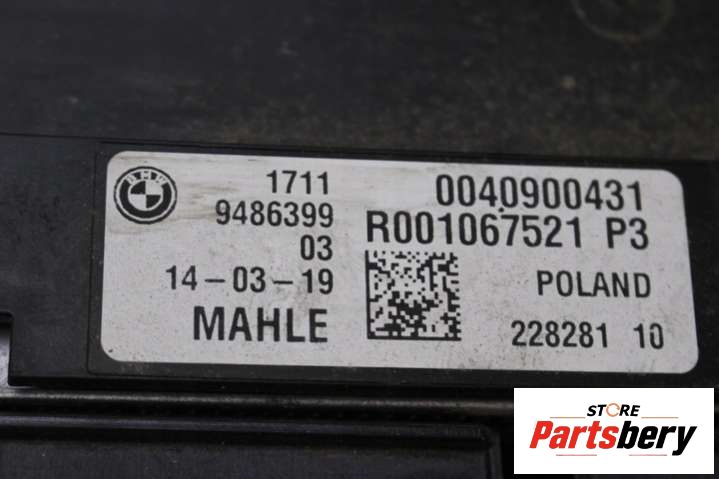 BMW
1711
9486399
03
14-03-19
MAHLE
0040900431
R001067521 P3
POLAND
228281 10
STORE
Partsbery